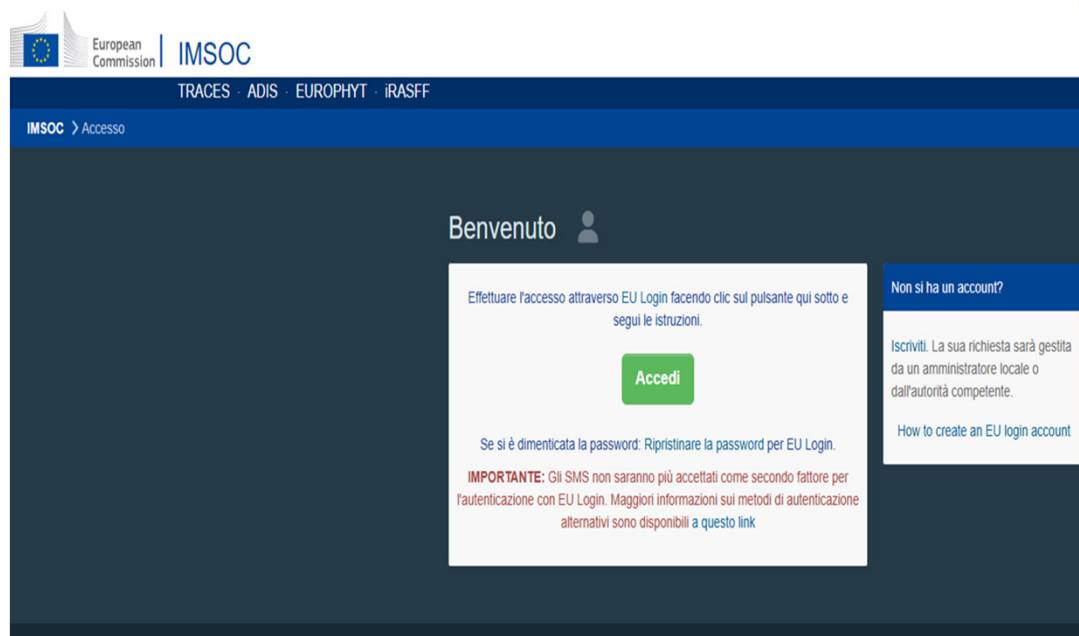 European
Commission
IMSOC
TRACES · ADIS · EUROPHYT · iRASFF
IMSOC > Accesso
Benvenuto
Effettuare l'accesso attraverso EU Login facendo clic sul pulsante qui sotto e
segui le istruzioni.
Accedi
Se si è dimenticata la password: Ripristinare la password per EU Login.
IMPORTANTE: Gli SMS non saranno più accettati come secondo fattore per
l'autenticazione con EU Login. Maggiori informazioni sui metodi di autenticazione
alternativi sono disponibili a questo link
Non si ha un account?
Iscriviti. La sua richiesta sarà gestita
da un amministratore locale o
dall'autorità competente.
How to create an EU login account